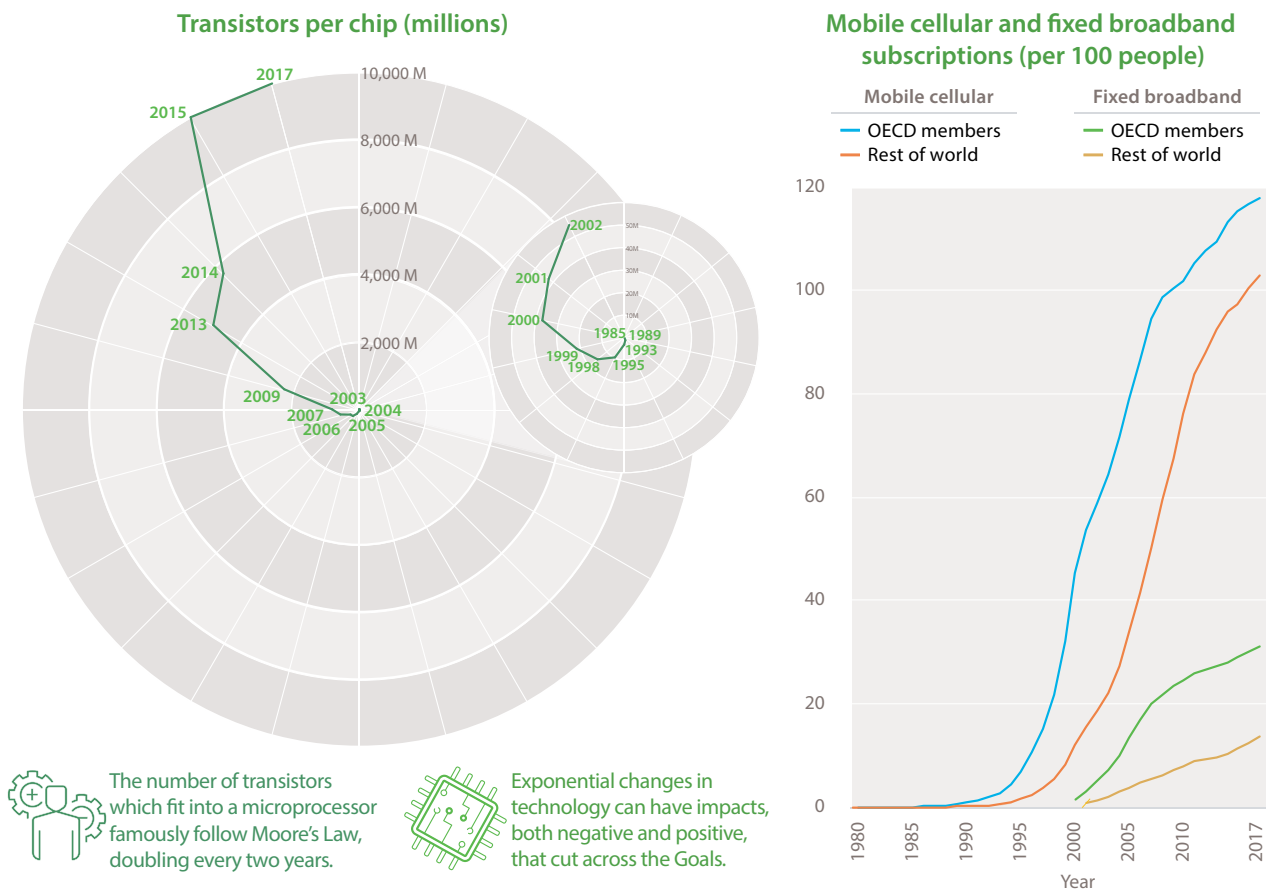 Transistors per chip (millions)
2017
10,000 M
2015
8,000 M
6,000 M
2014
4,000 M
2013
2,000 M
2009
2003
2007
2004
2006
2005
2002
50M
40M
2001
30M
20M
2000
10M
1985
1989
1993
1999
1998
1995
The number of transistors
which fit into a microprocessor
famously follow Moore's Law,
doubling every two years.
Exponential changes in
technology can have impacts,
both negative and positive,
that cut across the Goals.
Mobile cellular and fixed broadband
subscriptions (per 100 people)
Mobile cellular
OECD members
Rest of world
Fixed broadband
OECD members
Rest of world
120
100
80
60
40
20
0
1980
1985
1990
1995
2000
2005
2010
2017
Year